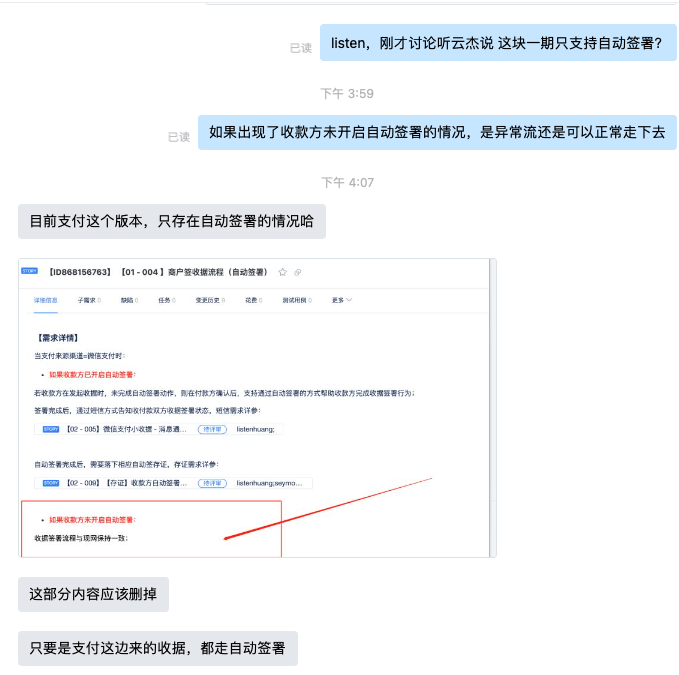 listen，刚才讨论听云杰说 这块一期只支持自动签署？
已读
下午 3:59
如果出现了收款方未开启自动签署的情况，是异常流还是可以正常走下去
已读
下午 4:07
目前支付这个版本，只存在自动签署的情况哈
STORY 【ID868156763】【01 - 004 】商户签收据流程（自动签署）
详细信息 子需求 0 缺陷 0 任务 0 变更历史 8 花费 0 测试用例 0 更多
【需求详情】
当支付来源渠道=微信支付时：
• 如果收款方已开启自动签署：
若收款方在发起收据时，未完成自动签署动作，则在付款方确认后，支持通过自动签署的方式帮助收款方完成收据签署行为；
签署完成后，通过短信方式告知收付款双方收据签署状态，短信需求详参：
STORY 【02 - 005】微信支付小收据 - 消息通... 待评审 listenhuang;
自动签署完成后，需要落下相应自动签存证，存证需求详参：
STORY 【02 - 009】【存证】收款方自动签署... 待评审 listenhuang;seymo...
• 如果收款方未开启自动签署：
收据签署流程与现网保持一致；
这部分内容应该删掉
只要是支付这边来的收据，都走自动签署